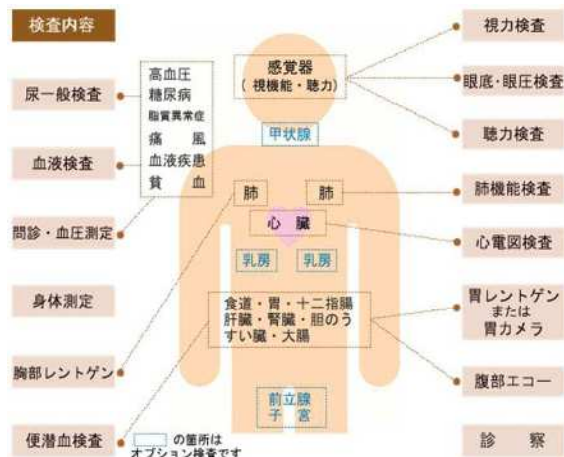 検査内容
尿一般検査
血液検査
問診・血圧測定
身体測定
胸部レントゲン
便潜血検査
高血圧
糖尿病
脂質異常症
痛　風
血液疾患
貧　血
感覚器
（視機能・聴力）
甲状腺
肺　肺
心　臓
乳房　乳房
食道・胃・十二指腸
肝臓・腎臓・胆のう
すい臓・大腸
前立腺
子　宮
の箇所は
オプション検査です
視力検査
眼底・眼圧検査
聴力検査
肺機能検査
心電図検査
胃レントゲン
または
胃カメラ
腹部エコー
診　察